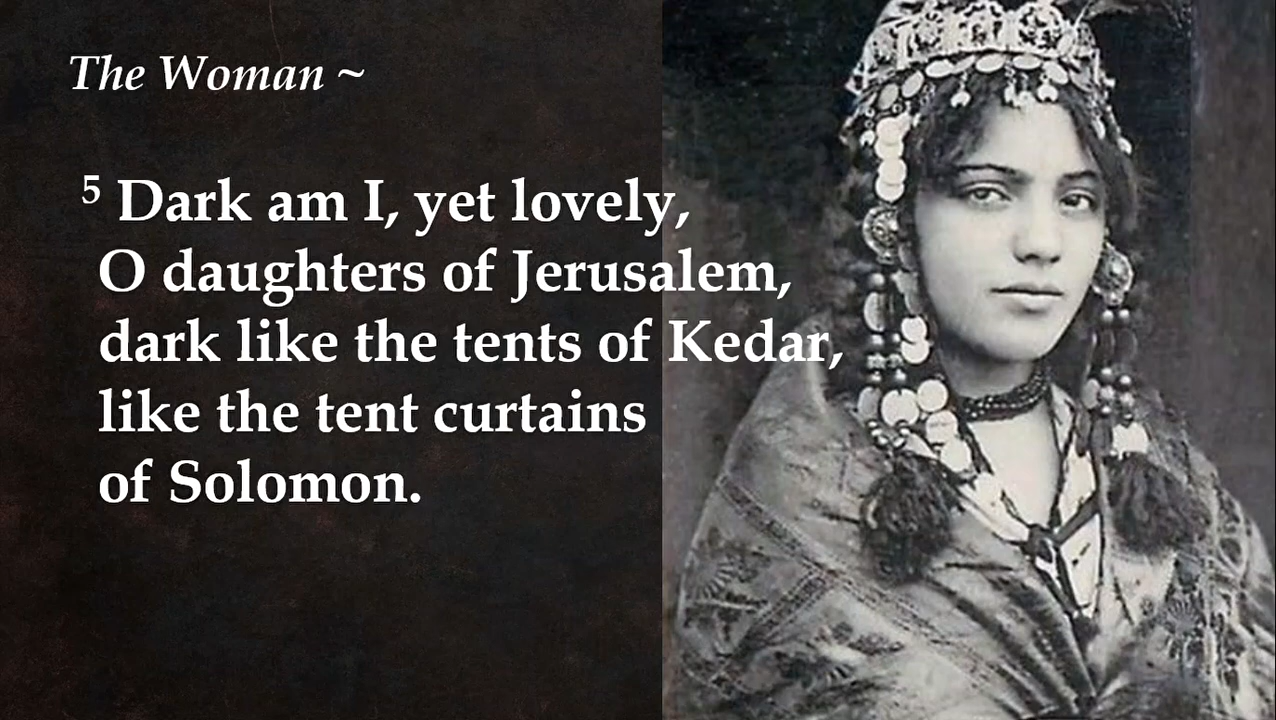 The Woman ~
5 Dark am I, yet lovely,
O daughters of Jerusalem,
dark like the tents of Kedar,
like the tent curtains
of Solomon.